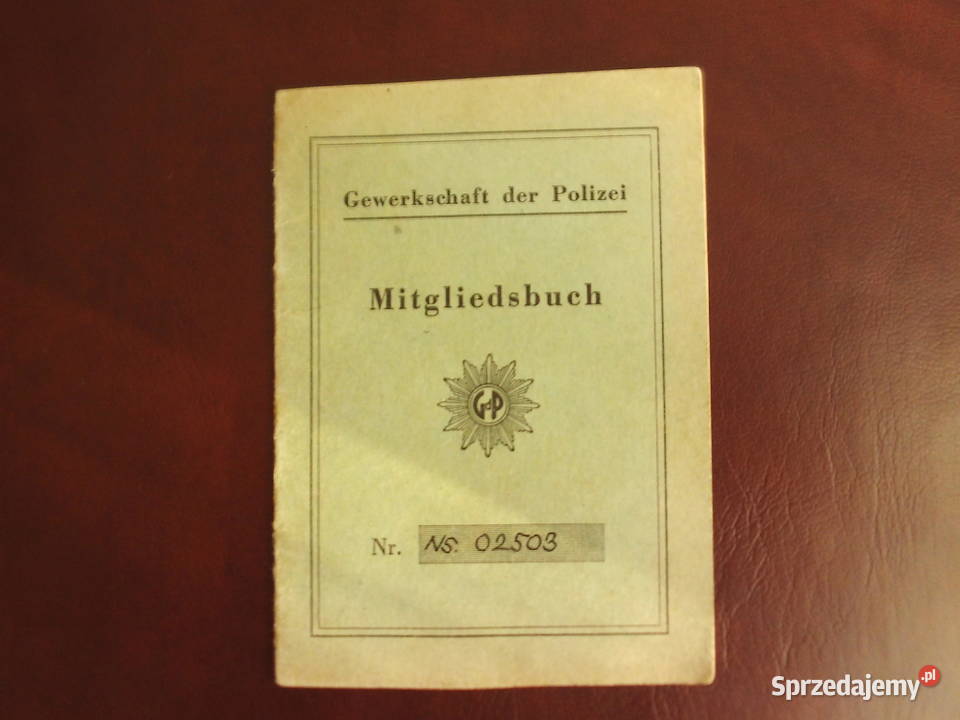 Gewerkschaft der Polizei
Mitgliedsbuch
GdP
Nr. NS. 02503
Sprzedajemy.pl